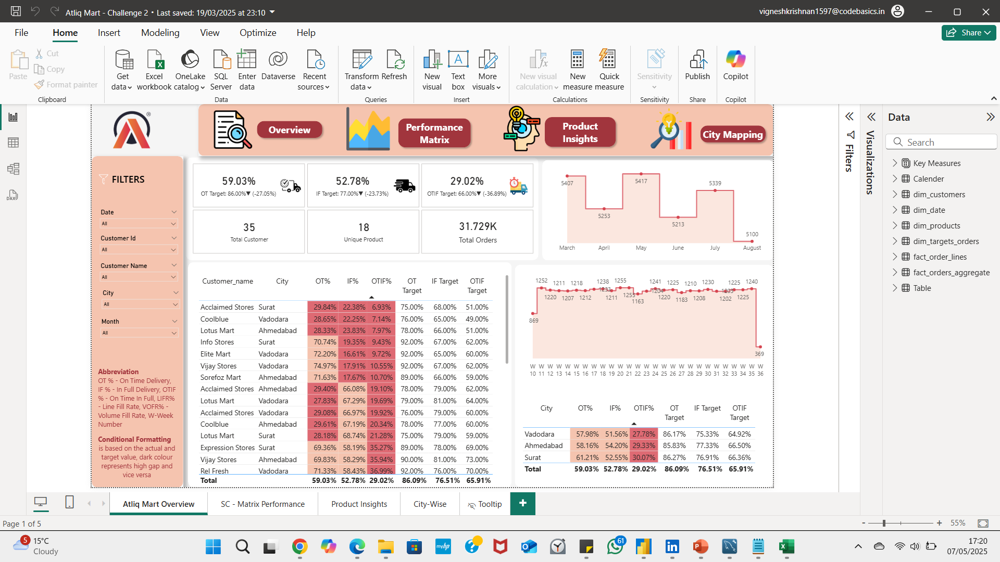 Atliq Mart - Challenge 2 • Last saved: 19/03/2025 at 23:10
vigneshkrishnan1597@codebasics.in
File Home Insert Modeling View Optimize Help
Share
Paste
Cut
Copy
Format painter
Clipboard
Get data
Excel workbook
OneLake catalog
SQL Server
Enter data
Dataverse
Recent sources
Data
Transform data
Refresh
Queries
New visual
Text box
More visuals
Insert
New visual calculation
New measure
Quick measure
Calculations
Sensitivity
Sensitivity
Publish
Share
Copilot
Copilot
Overview
Performance Matrix
Product Insights
City Mapping
FILTERS
Date
All
Customer Id
All
Customer Name
All
City
All
Month
All
Abbreviation
OT % - On Time Delivery,
IF % - In Full Delivery, OTIF
% - On Time In Full, LIFR%
- Line Fill Rate, VOFR% -
Volume Fill Rate, W-Week
Number
Conditional Formatting
is based on the actual and
target value, dark colour
represents high gap and
vice versa
59.03%
OT Target: 86.00%▼ (-27.05%)
52.78%
IF Target: 77.00%▼ (-23.73%)
29.02%
OTIF Target: 66.00%▼ (-36.89%)
35
Total Customer
18
Unique Product
31.729K
Total Orders
5407 5253 5417 5213 5339 5100
March April May June July August
Customer_name City OT% IF% OTIF% OT Target IF Target OTIF Target
Acclaimed Stores Surat 29.84% 22.38% 6.93% 75.00% 68.00% 51.00%
Coolblue Vadodara 28.65% 22.25% 7.14% 76.00% 65.00% 49.00%
Lotus Mart Ahmedabad 28.33% 23.83% 7.97% 78.00% 66.00% 51.00%
Info Stores Surat 70.74% 19.35% 9.43% 92.00% 67.00% 62.00%
Elite Mart Vadodara 72.20% 16.61% 9.72% 92.00% 65.00% 60.00%
Vijay Stores Vadodara 74.97% 17.91% 10.55% 92.00% 67.00% 62.00%
Sorefoz Mart Ahmedabad 71.63% 17.67% 10.70% 89.00% 66.00% 59.00%
Acclaimed Stores Ahmedabad 29.40% 66.08% 19.10% 78.00% 79.00% 62.00%
Lotus Mart Vadodara 27.83% 67.29% 19.69% 79.00% 81.00% 64.00%
Acclaimed Stores Vadodara 29.08% 66.97% 19.92% 76.00% 79.00% 60.00%
Coolblue Ahmedabad 29.61% 67.19% 20.34% 78.00% 77.00% 60.00%
Lotus Mart Surat 28.18% 68.74% 21.28% 75.00% 79.00% 59.00%
Expression Stores Surat 69.36% 58.19% 35.27% 89.00% 78.00% 69.00%
Vijay Stores Ahmedabad 69.83% 58.29% 35.94% 90.00% 81.00% 73.00%
Rel Fresh Vadodara 71.33% 58.43% 36.99% 92.00% 76.00% 70.00%
Total 59.03% 52.78% 29.02% 86.09% 76.51% 65.91%
869 1252 1220 1211 1207 1218 1212 1238 1233 1211 1255 1253 1163 1241 1204 1220 1225 1183 1210 1208 1230 1202 1225 1225 1240 369
W 10 W 11 W 12 W 13 W 14 W 15 W 16 W 17 W 18 W 19 W 20 W 21 W 22 W 23 W 24 W 25 W 26 W 27 W 28 W 29 W 30 W 31 W 32 W 33 W 34 W 35 W 36
City OT% IF% OTIF% OT Target IF Target OTIF Target
Vadodara 57.98% 51.56% 27.78% 86.17% 75.33% 64.92%
Ahmedabad 58.16% 54.20% 29.33% 85.83% 77.33% 66.50%
Surat 61.21% 52.55% 30.07% 86.27% 76.91% 66.36%
Total 59.03% 52.78% 29.02% 86.09% 76.51% 65.91%
Filters
Visualizations
Data
Search
Key Measures
Calender
dim_customers
dim_date
dim_products
dim_targets_orders
fact_order_lines
fact_orders_aggregate
Table
DAX
Atliq Mart Overview SC - Matrix Performance Product Insights City-Wise Tooltip
Page 1 of 5
- + 55%
5
15°C
Cloudy
myhp
61
17:20
07/05/2025